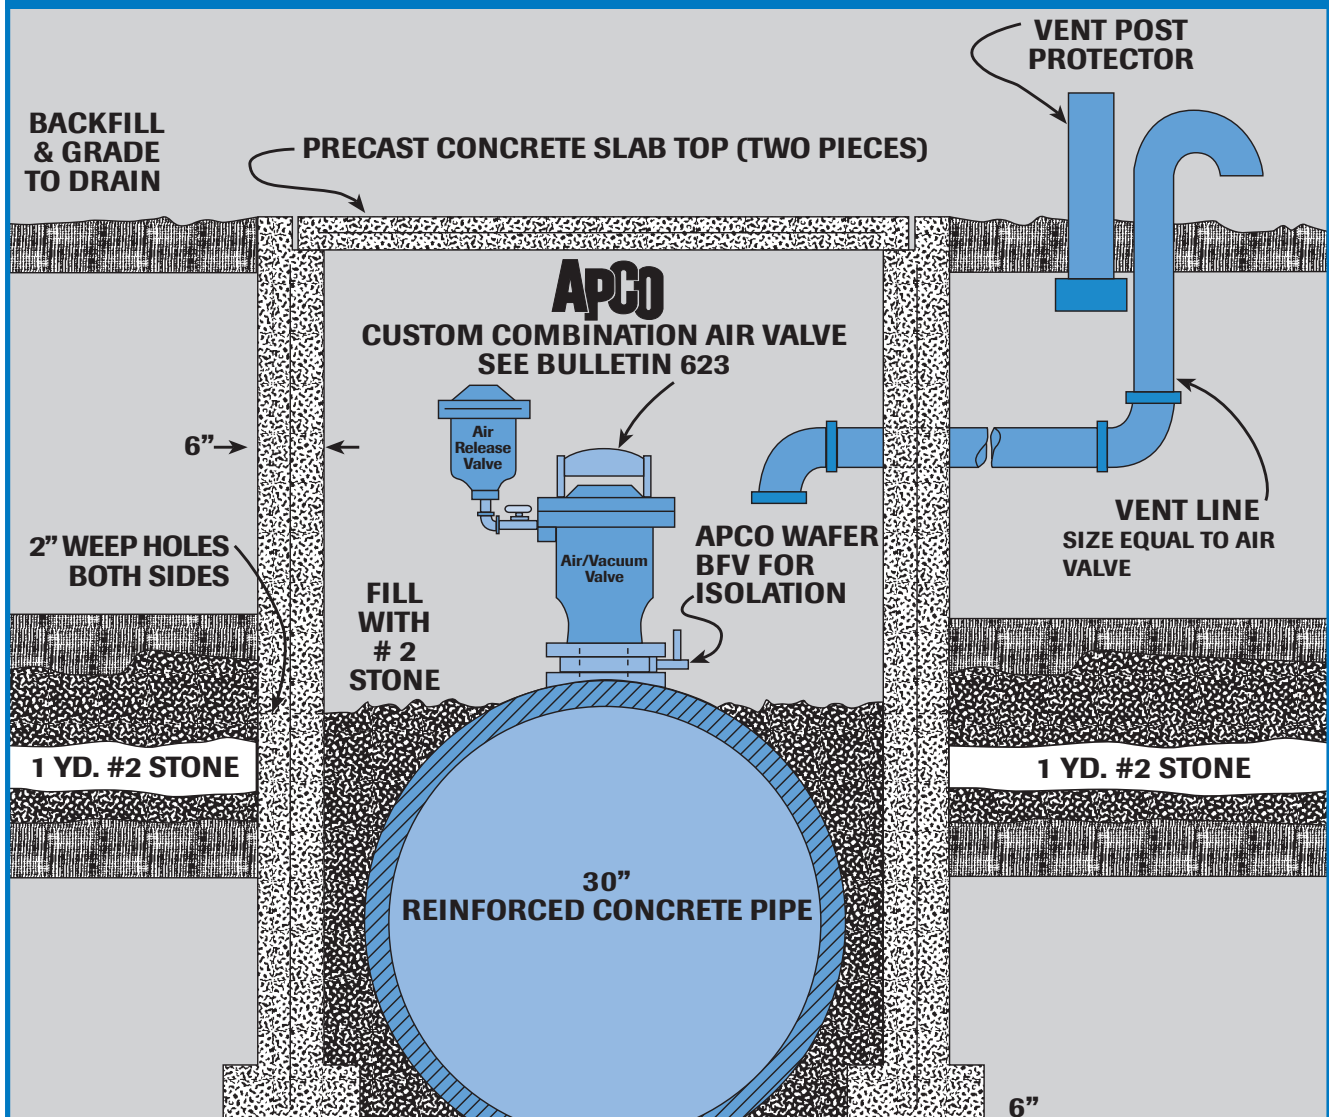 VENT POST
PROTECTOR
BACKFILL
& GRADE
TO DRAIN
PRECAST CONCRETE SLAB TOP (TWO PIECES)
APCO
CUSTOM COMBINATION AIR VALVE
SEE BULLETIN 623
Air
Release
Valve
6”
VENT LINE
SIZE EQUAL TO AIR
VALVE
2” WEEP HOLES
BOTH SIDES
Air/Vacuum
Valve
APCO WAFER
BFV FOR
ISOLATION
FILL
WITH
# 2
STONE
1 YD. #2 STONE
1 YD. #2 STONE
30”
REINFORCED CONCRETE PIPE
6”